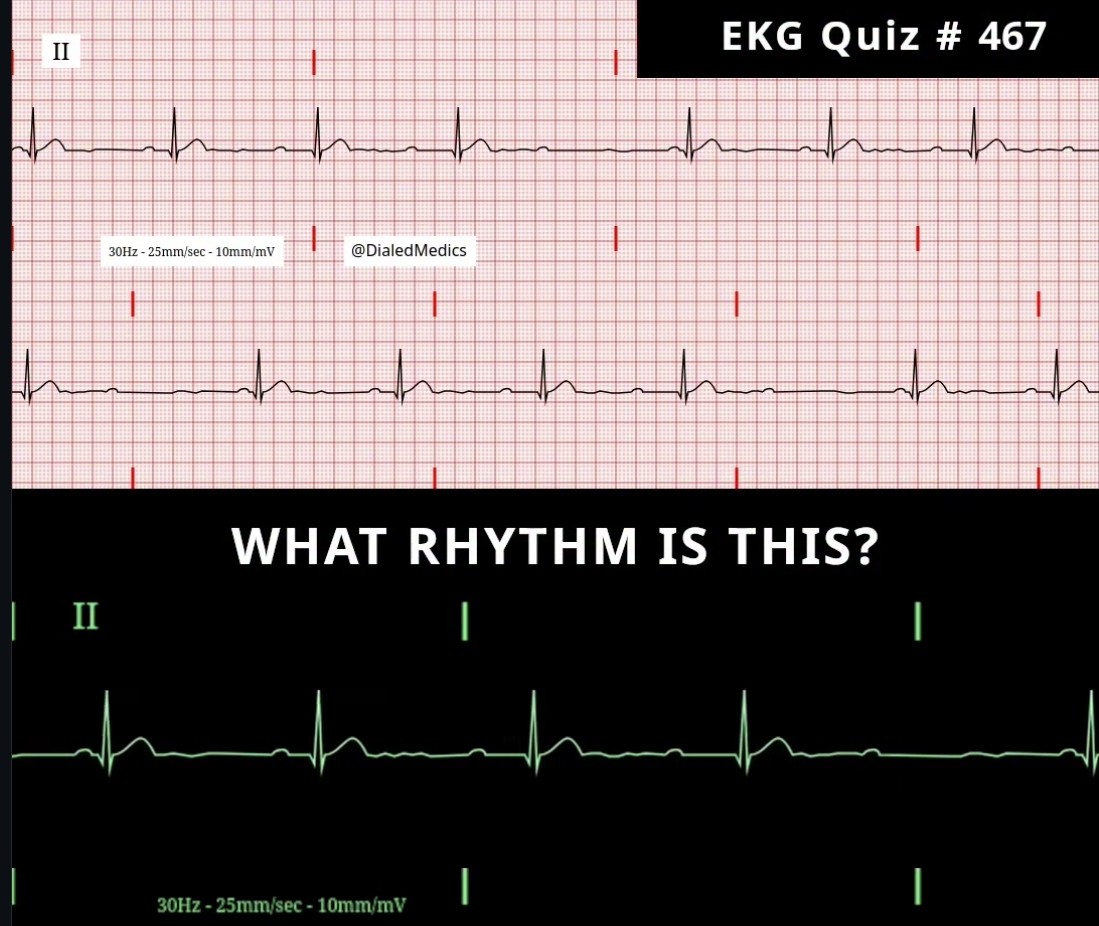 EKG Quiz # 467
II
30Hz - 25mm/sec - 10mm/mV
@DialedMedics
WHAT RHYTHM IS THIS?
II
30Hz - 25mm/sec - 10mm/mV